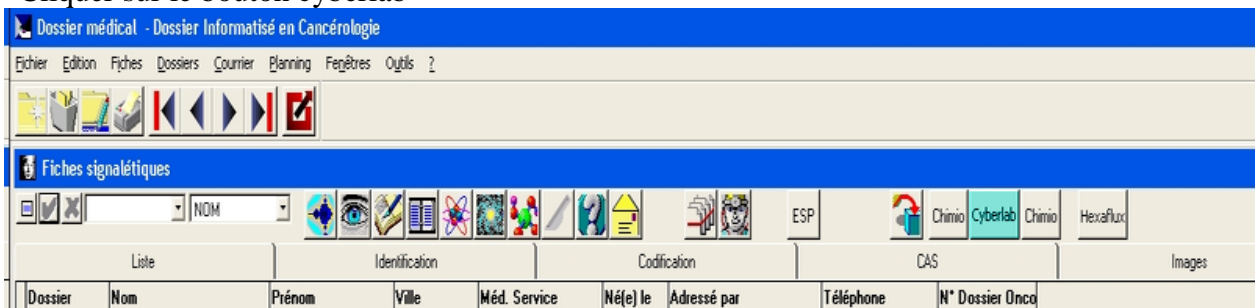 Cliquer sur le bouton cyberlab
Dossier médical - Dossier Informatisé en Cancérologie
Fichier Edition Fiches Dossiers Courrier Planning Fenêtres Outils ?
Fiches signalétiques
NOM ESP Chimio Cyberlab Chimio Hexaflux
Liste Identification Codification CAS Images
Dossier Nom Prénom Ville Méd. Service Né(e) le Adressé par Téléphone N° Dossier Onco